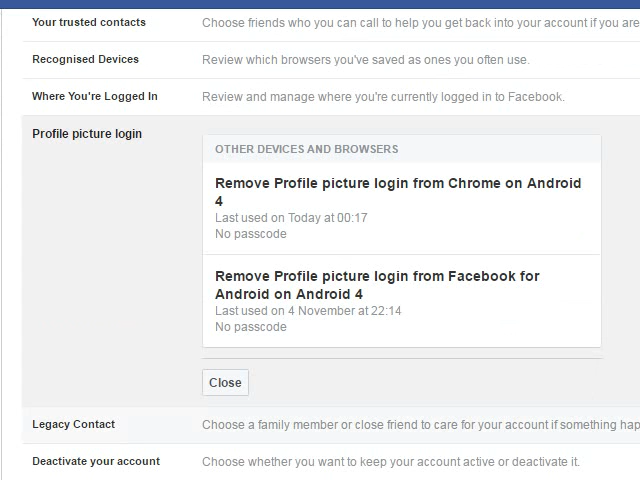 Your trusted contacts
Choose friends who you can call to help you get back into your account if you are
Recognised Devices
Review which browsers you've saved as ones you often use.
Where You're Logged In
Review and manage where you're currently logged in to Facebook.
Profile picture login
OTHER DEVICES AND BROWSERS
Remove Profile picture login from Chrome on Android
4
Last used on Today at 00:17
No passcode
Remove Profile picture login from Facebook for
Android on Android 4
Last used on 4 November at 22:14
No passcode
Close
Legacy Contact
Choose a family member or close friend to care for your account if something hap
Deactivate your account
Choose whether you want to keep your account active or deactivate it.